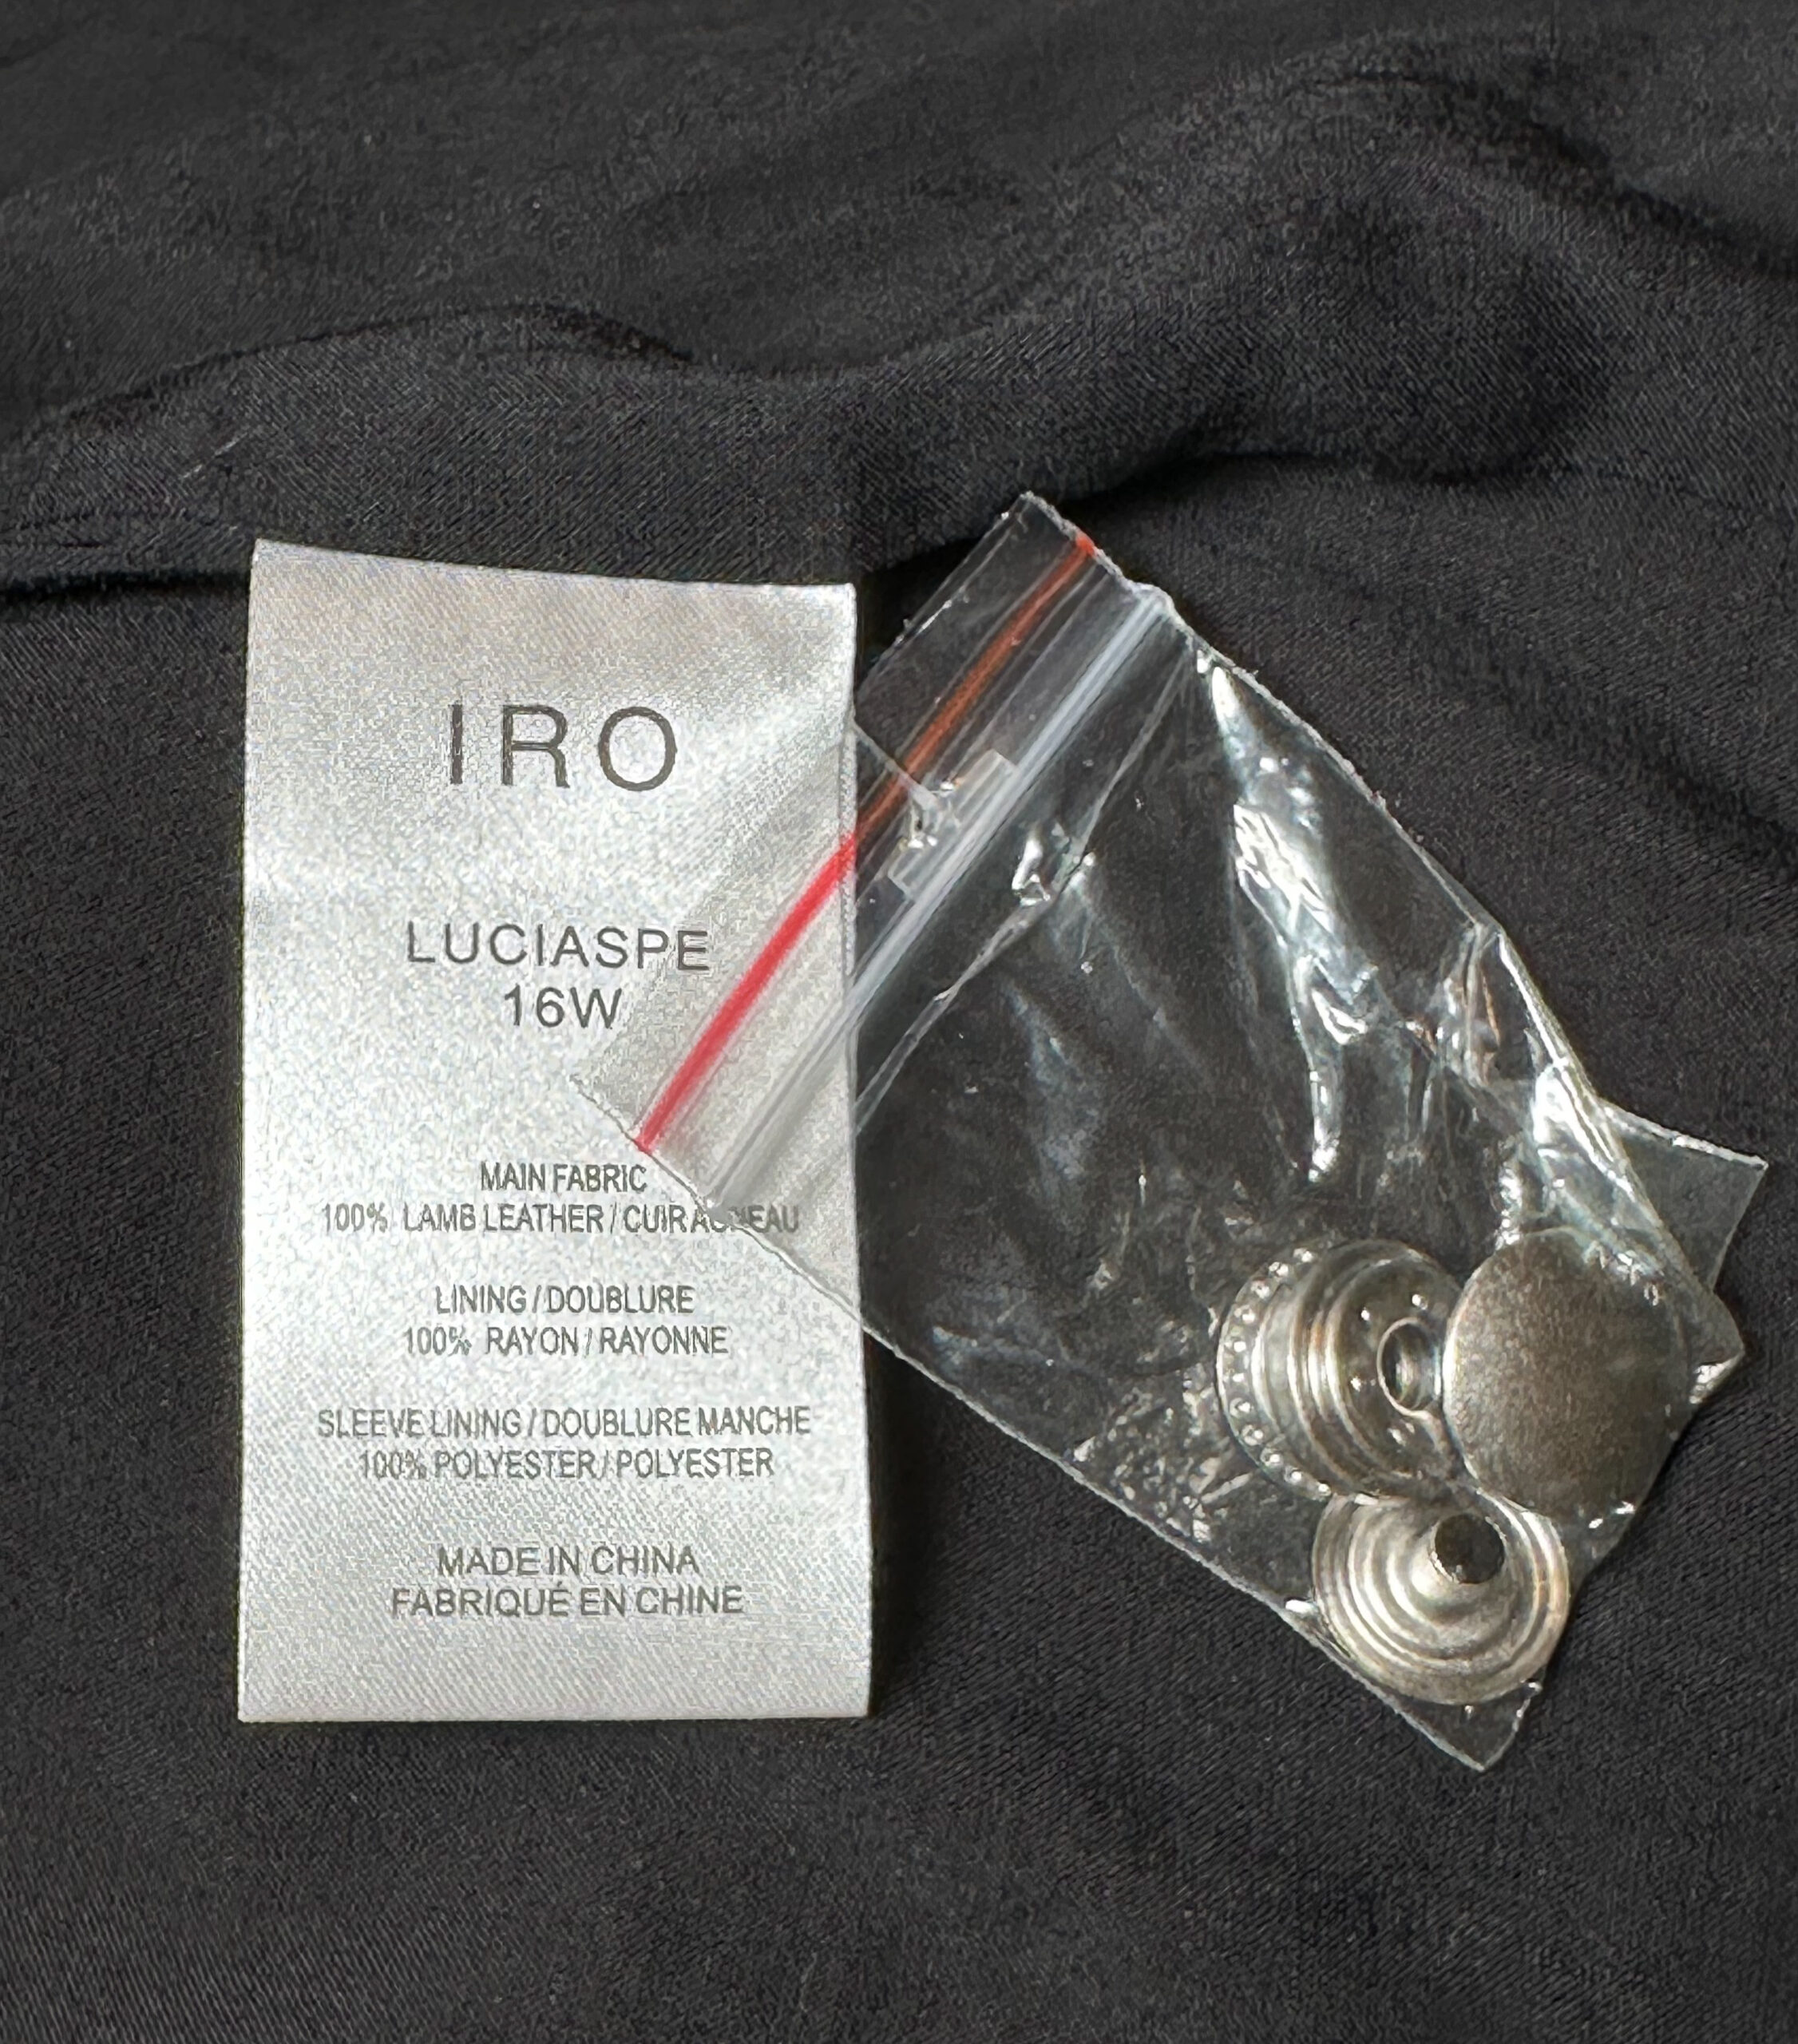 IRO
LUCIASPE
16W
MAIN FABRIC
100% LAMB LEATHER / CUIR
LINING / DOUBLURE
100% RAYON / RAYONNE
SLEEVE LINING / DOUBLURE MANCHE
100% POLYESTER / POLYESTER
MADE IN CHINA
FABRIQUÉ EN CHINE